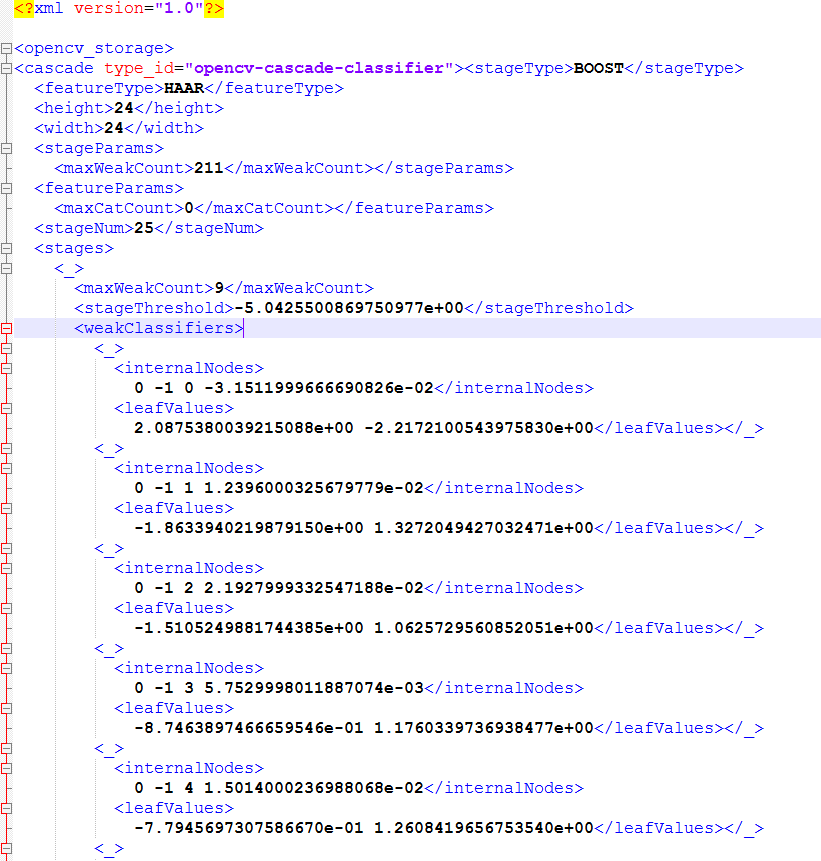 <?xml version="1.0"?>
<opencv_storage>
<cascade type_id="opencv-cascade-classifier"><stageType>BOOST</stageType>
<featureType>HAAR</featureType>
<height>24</height>
<width>24</width>
<stageParams>
<maxWeakCount>211</maxWeakCount></stageParams>
<featureParams>
<maxCatCount>0</maxCatCount></featureParams>
<stageNum>25</stageNum>
<stages>
<_>
<maxWeakCount>9</maxWeakCount>
<stageThreshold>-5.0425500869750977e+00</stageThreshold>
<weakClassifiers>
<_>
<internalNodes>
0 -1 0 -3.1511999666690826e-02</internalNodes>
<leafValues>
2.0875380039215088e+00 -2.2172100543975830e+00</leafValues></_>
<_>
<internalNodes>
0 -1 1 1.2396000325679779e-02</internalNodes>
<leafValues>
-1.8633940219879150e+00 1.3272049427032471e+00</leafValues></_>
<_>
<internalNodes>
0 -1 2 2.1927999332547188e-02</internalNodes>
<leafValues>
-1.5105249881744385e+00 1.0625729560852051e+00</leafValues></_>
<_>
<internalNodes>
0 -1 3 5.7529998011887074e-03</internalNodes>
<leafValues>
-8.7463897466659546e-01 1.1760339736938477e+00</leafValues></_>
<_>
<internalNodes>
0 -1 4 1.5014000236988068e-02</internalNodes>
<leafValues>
-7.7945697307586670e-01 1.2608419656753540e+00</leafValues></_>
<_>